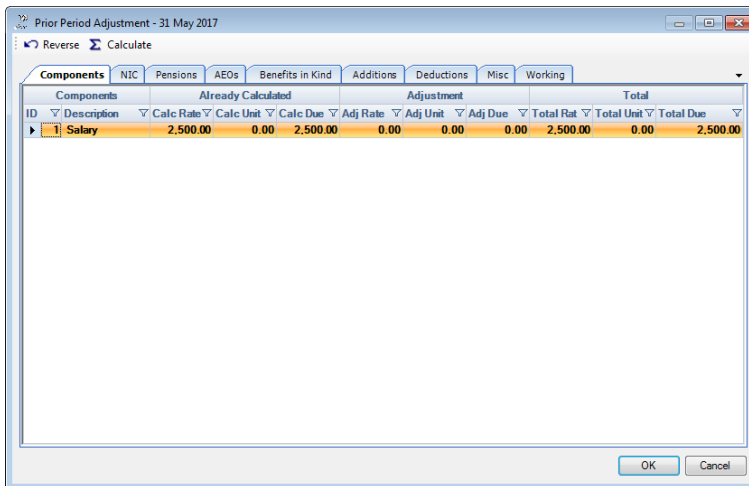 Prior Period Adjustment - 31 May 2017
Reverse Σ Calculate
Components NIC Pensions AEOs Benefits in Kind Additions Deductions Misc Working
Components Already Calculated Adjustment Total
ID Description Calc Rate Calc Unit Calc Due Adj Rate Adj Unit Adj Due Total Rat Total Unit Total Due
1 Salary 2,500.00 0.00 2,500.00 0.00 0.00 0.00 2,500.00 0.00 2,500.00
OK Cancel